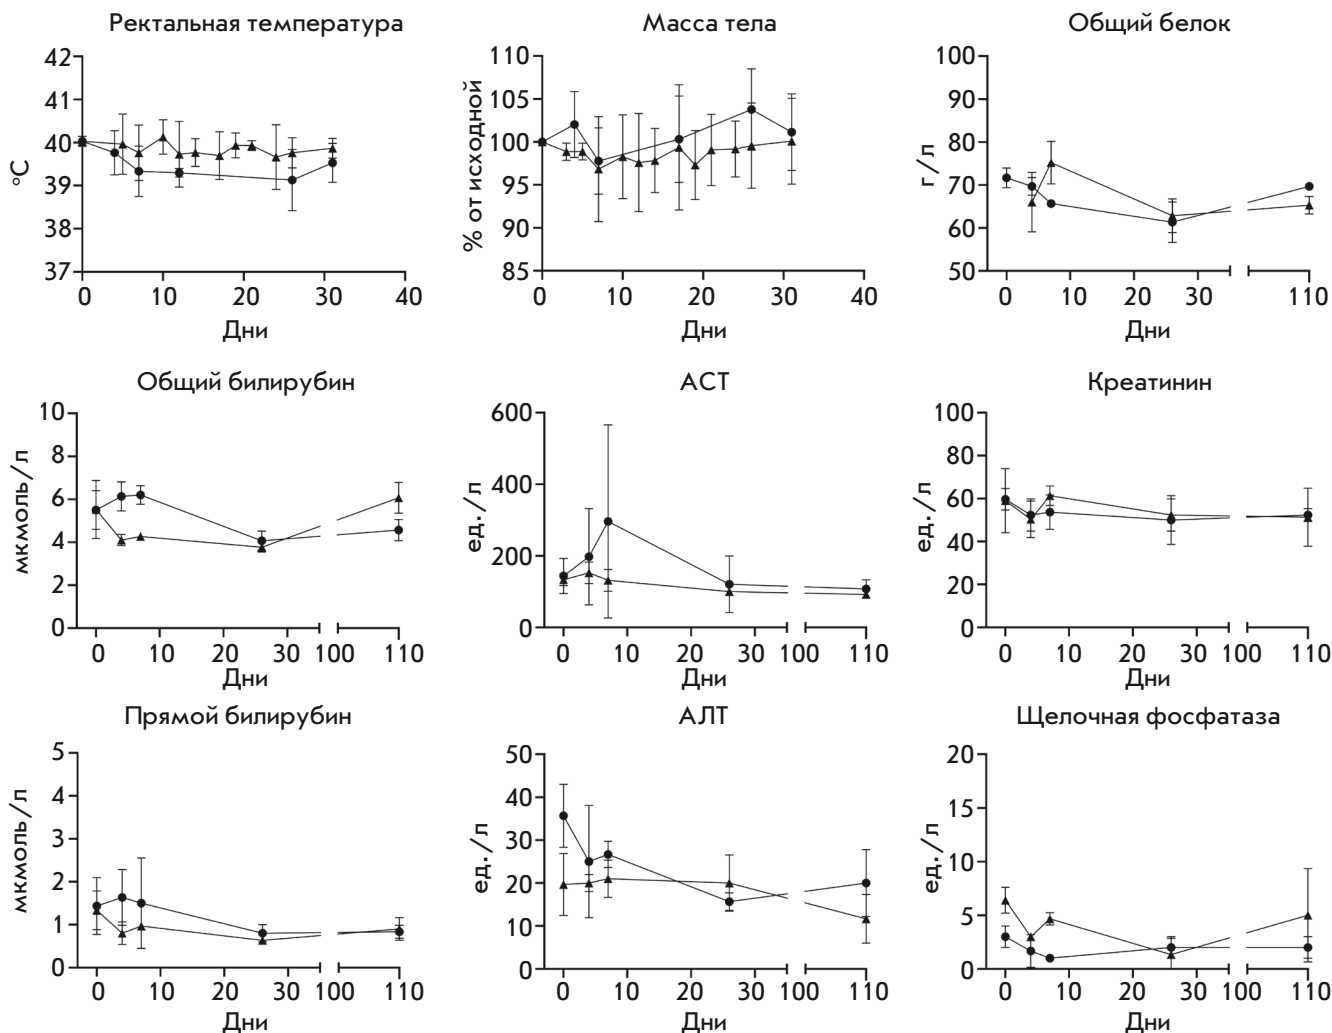 Ректальная температура
42
41
40
39
38
37
°C
0 10 20 30 40
Дни
Масса тела
110
105
100
95
90
85
% от исходной
0 10 20 30 40
Дни
Общий белок
100
90
80
70
60
50
г/л
0 10 20 30 110
Дни
Общий билирубин
10
8
6
4
2
0
мкмоль/л
0 10 20 30 100 110
Дни
АСТ
600
400
200
0
ед./л
0 10 20 30 100 110
Дни
Креатинин
100
80
60
40
20
0
ед./л
0 10 20 30 100 110
Дни
Прямой билирубин
5
4
3
2
1
0
мкмоль/л
0 10 20 30 100 110
Дни
АЛТ
50
40
30
20
10
0
ед./л
0 10 20 30 100 110
Дни
Щелочная фосфатаза
20
15
10
5
0
ед./л
0 10 20 30 100 110
Дни